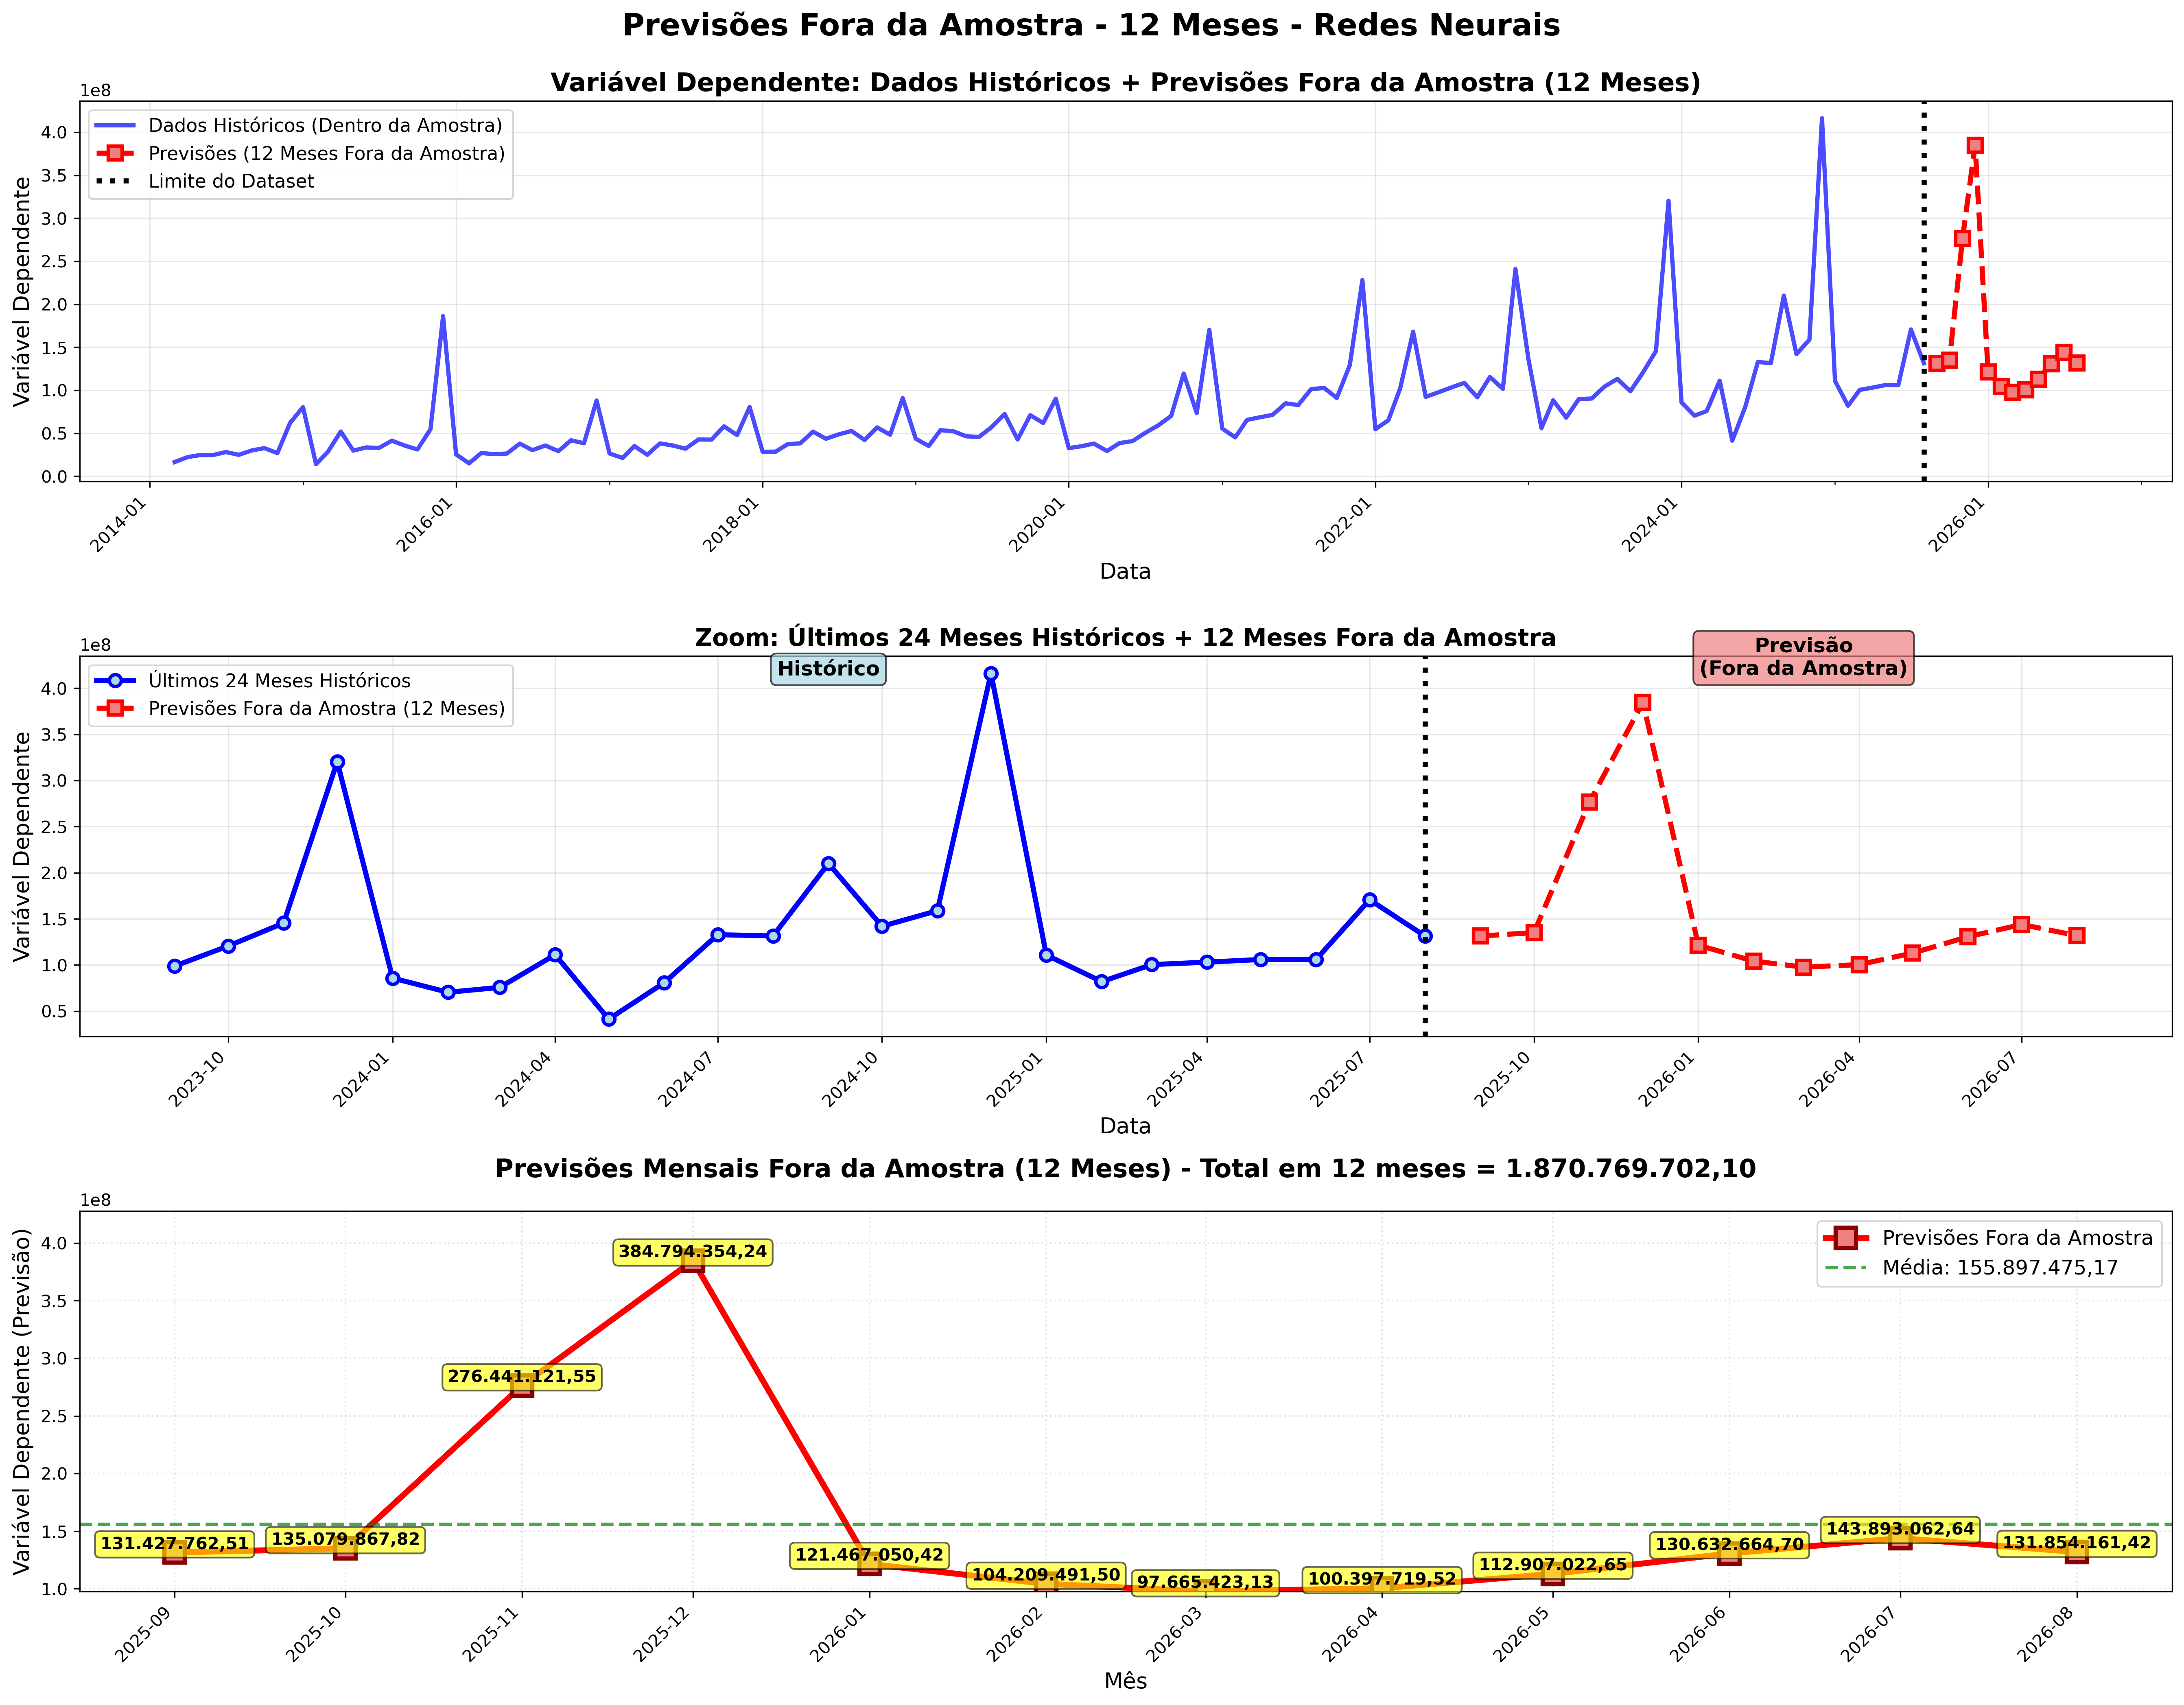 Previsões Fora da Amostra - 12 Meses - Redes Neurais
Variável Dependente: Dados Históricos + Previsões Fora da Amostra (12 Meses)
1e8
Variável Dependente
4.0
3.5
3.0
2.5
2.0
1.5
1.0
0.5
0.0
Dados Históricos (Dentro da Amostra)
Previsões (12 Meses Fora da Amostra)
Limite do Dataset
2014-01
2016-01
2018-01
2020-01
2022-01
2024-01
2026-01
Data
Zoom: Últimos 24 Meses Históricos + 12 Meses Fora da Amostra
1e8
Variável Dependente
4.0
3.5
3.0
2.5
2.0
1.5
1.0
0.5
Últimos 24 Meses Históricos
Previsões Fora da Amostra (12 Meses)
Histórico
Previsão
(Fora da Amostra)
2023-10
2024-01
2024-04
2024-07
2024-10
2025-01
2025-04
2025-07
2025-10
2026-01
2026-04
2026-07
Data
Previsões Mensais Fora da Amostra (12 Meses) - Total em 12 meses = 1.870.769.702,10
1e8
Variável Dependente (Previsão)
4.0
3.5
3.0
2.5
2.0
1.5
1.0
Previsões Fora da Amostra
Média: 155.897.475,17
131.427.762,51
135.079.867,82
276.441.121,55
384.794.354,24
121.467.050,42
104.209.491,50
97.665.423,13
100.397.719,52
112.907.022,65
130.632.664,70
143.893.062,64
131.854.161,42
2025-09
2025-10
2025-11
2025-12
2026-01
2026-02
2026-03
2026-04
2026-05
2026-06
2026-07
2026-08
Mês